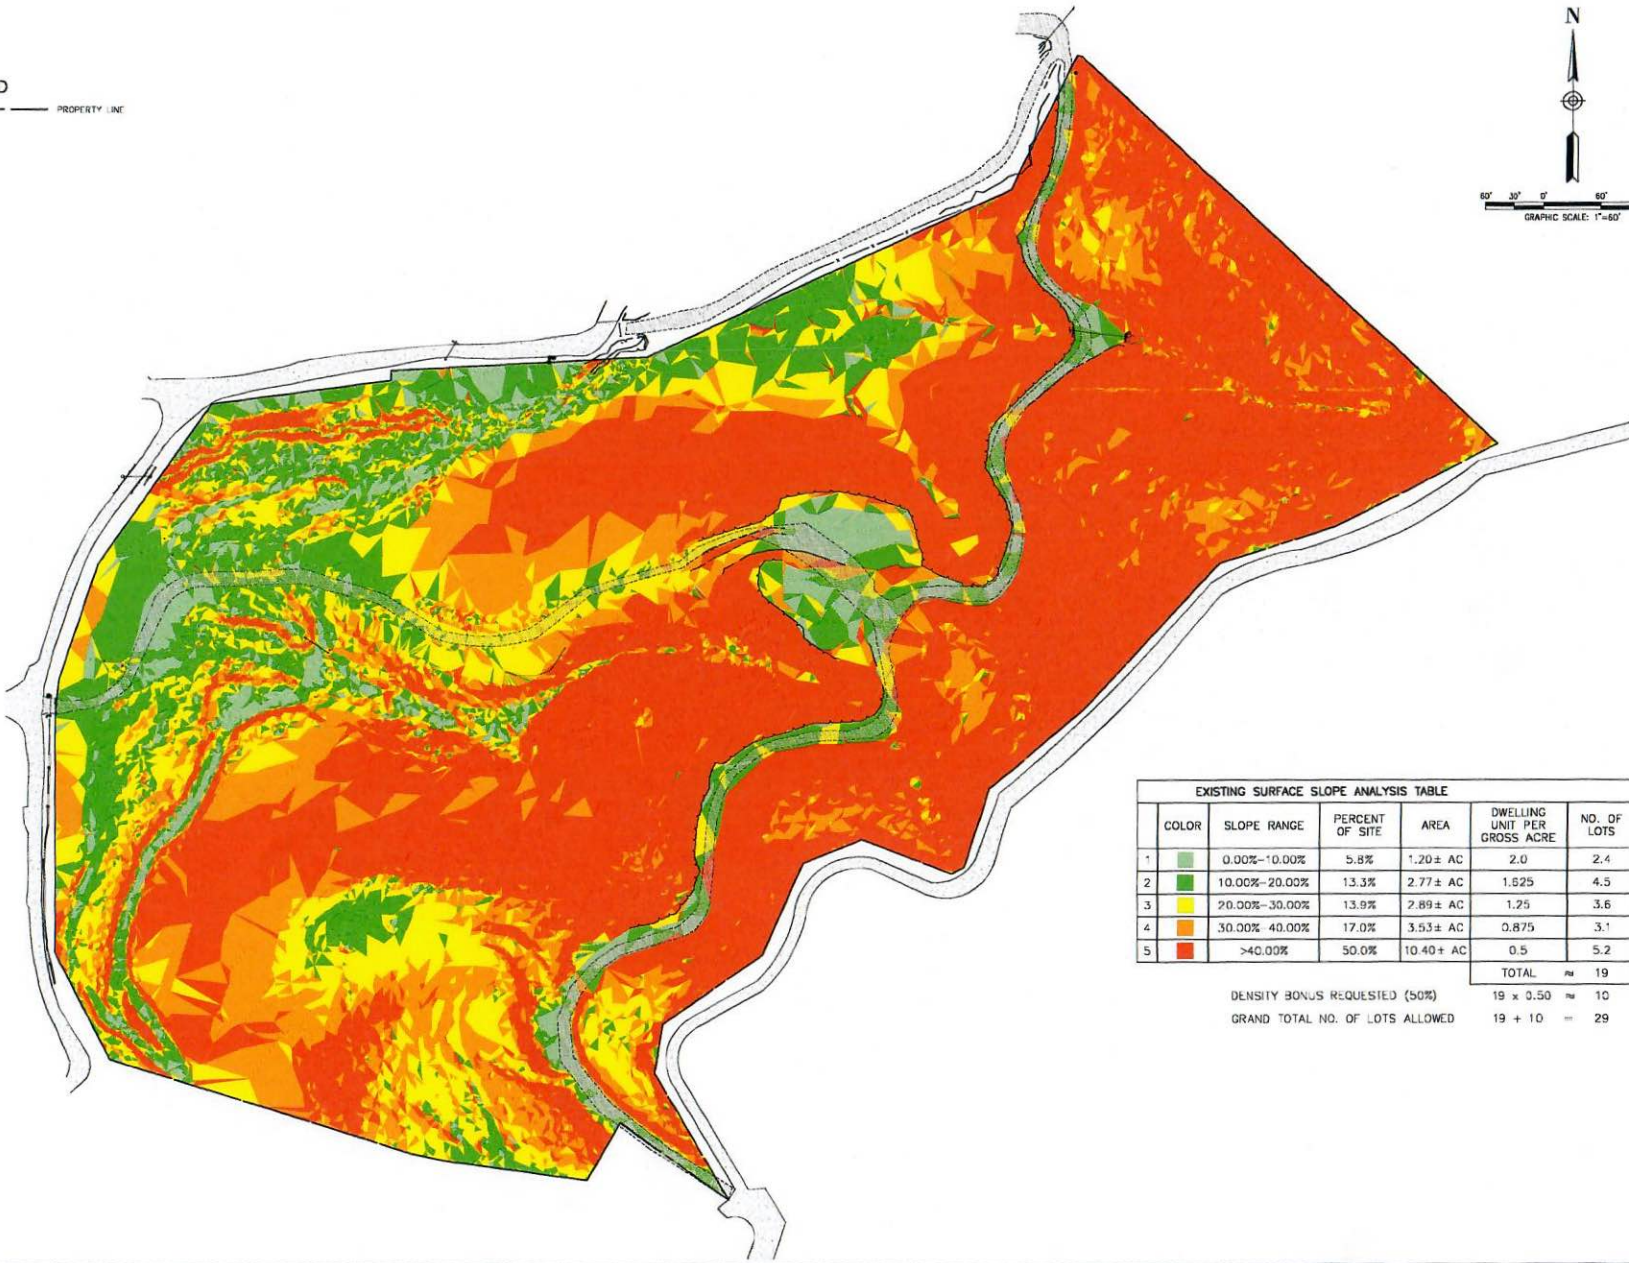 D
PROPERTY LINE
N
60' 30' 0' 60'
GRAPHIC SCALE: 1"=60'
EXISTING SURFACE SLOPE ANALYSIS TABLE
COLOR SLOPE RANGE PERCENT OF SITE AREA DWELLING UNIT PER GROSS ACRE NO. OF LOTS
1 0.00%-10.00% 5.8% 1.20± AC 2.0 2.4
2 10.00%-20.00% 13.3% 2.77± AC 1.625 4.5
3 20.00%-30.00% 13.9% 2.89± AC 1.25 3.6
4 30.00%-40.00% 17.0% 3.53± AC 0.875 3.1
5 >40.00% 50.0% 10.40± AC 0.5 5.2
TOTAL ≈ 19
DENSITY BONUS REQUESTED (50%) 19 x 0.50 ≈ 10
GRAND TOTAL NO. OF LOTS ALLOWED 19 + 10 = 29